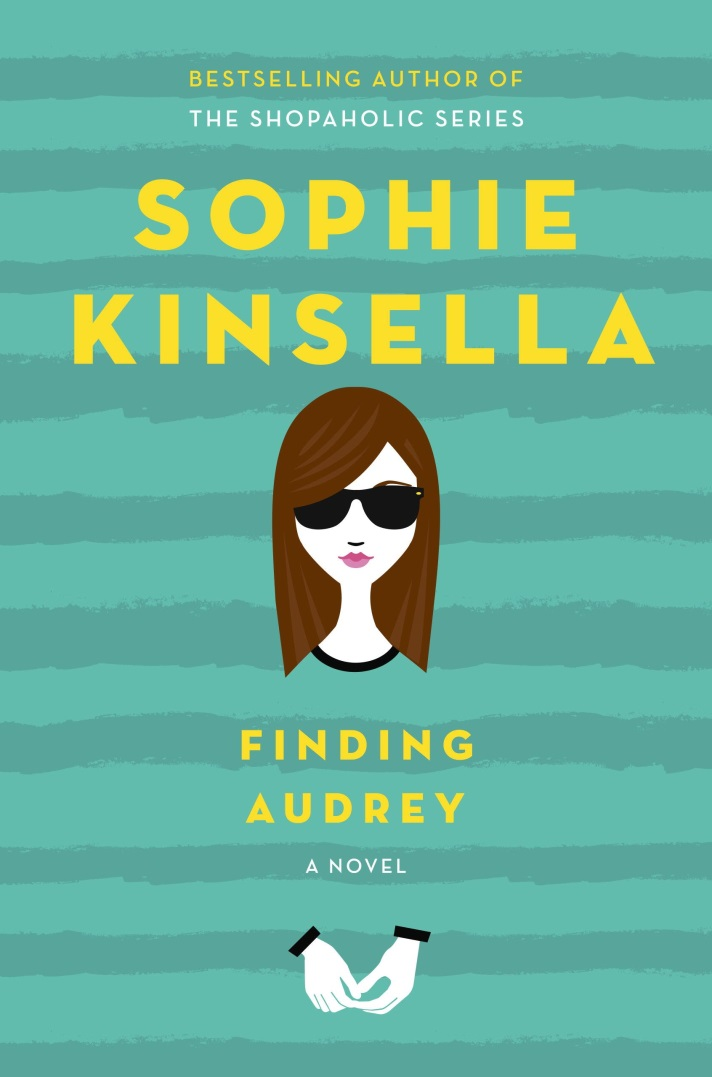 BESTSELLING AUTHOR OF
THE SHOPAHOLIC SERIES
SOPHIE
KINSELLA
FINDING
AUDREY
A NOVEL